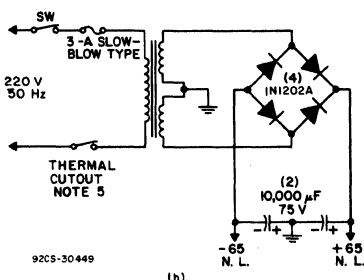 SW
3-A SLOW-
BLOW TYPE
220 V
50 Hz
(4)
1N1202A
THERMAL
CUTOUT
NOTE 5
(2)
10,000 μF
75 V
- + - +
-65
N. L.
+65
N. L.
92CS-30449
(b)